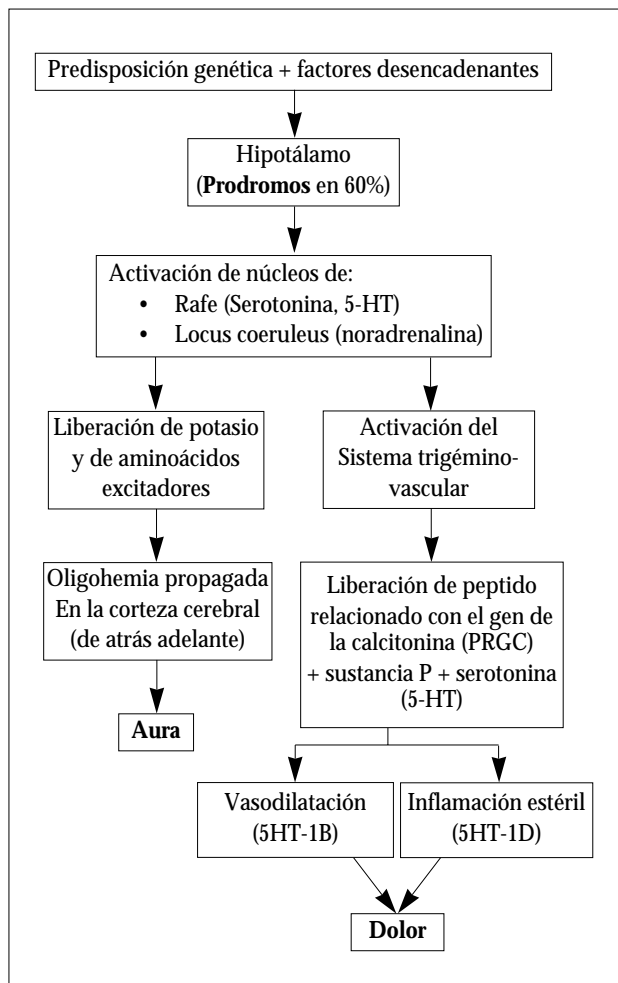 Predisposición genética + factores desencadenantes
Hipotálamo
(Prodromos en 60%)
Activación de núcleos de:
• Rafe (Serotonina, 5-HT)
• Locus coeruleus (noradrenalina)
Liberación de potasio
y de aminoácidos
excitadores
Activación del
Sistema trigémino-
vascular
Oligohemia propagada
En la corteza cerebral
(de atrás adelante)
Liberación de peptido
relacionado con el gen de
la calcitonina (PRGC)
+ sustancia P + serotonina
(5-HT)
Aura
Vasodilatación
(5HT-1B)
Inflamación estéril
(5HT-1D)
Dolor